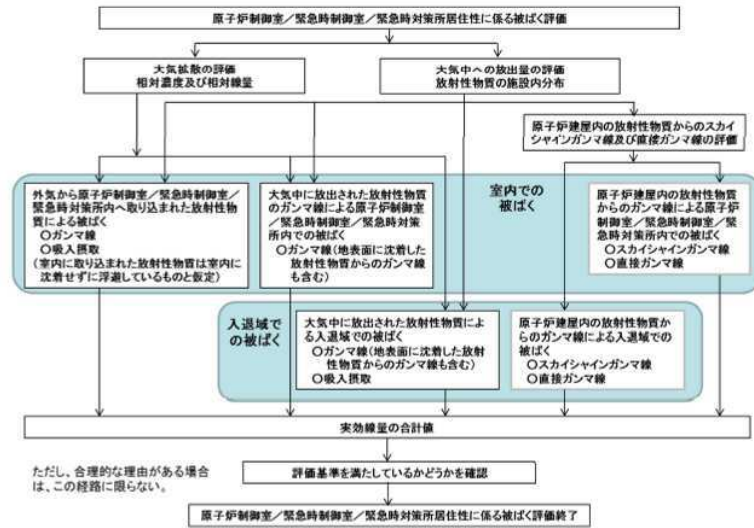 原子炉制御室／緊急時制御室／緊急時対策所居住性に係る被ばく評価
大気拡散の評価
相対濃度及び相対線量
大気中への放出量の評価
放射性物質の施設内分布
原子炉建屋内の放射性物質からのスカイ
シャインガンマ線及び直接ガンマ線の評価
室内での
被ばく
外気から原子炉制御室／緊急時制御室／
緊急時対策所内へ取り込まれた放射性物
質による被ばく
〇ガンマ線
〇吸入摂取
(室内に取り込まれた放射性物質は室内に
沈着せずに浮遊しているものと仮定)
大気中に放出された放射性物質
のガンマ線による原子炉制御室
／緊急時制御室／緊急時対策
所内での被ばく
〇ガンマ線(地表面に沈着した
放射性物質からのガンマ線
も含む)
原子炉建屋内の放射性物質
からのガンマ線による原子炉
制御室／緊急時制御室／緊
急時対策所内での被ばく
〇スカイシャインガンマ線
〇直接ガンマ線
入退域で
の被ばく
大気中に放出された放射性物質によ
る入退域での被ばく
〇ガンマ線(地表面に沈着した放射
性物質からのガンマ線も含む)
〇吸入摂取
原子炉建屋内の放射性物質か
らのガンマ線による入退域での
被ばく
〇スカイシャインガンマ線
〇直接ガンマ線
実効線量の合計値
ただし、合理的な理由がある場合
は、この経路に限らない。
評価基準を満たしているかどうかを確認
原子炉制御室／緊急時制御室／緊急時対策所居住性に係る被ばく評価終了